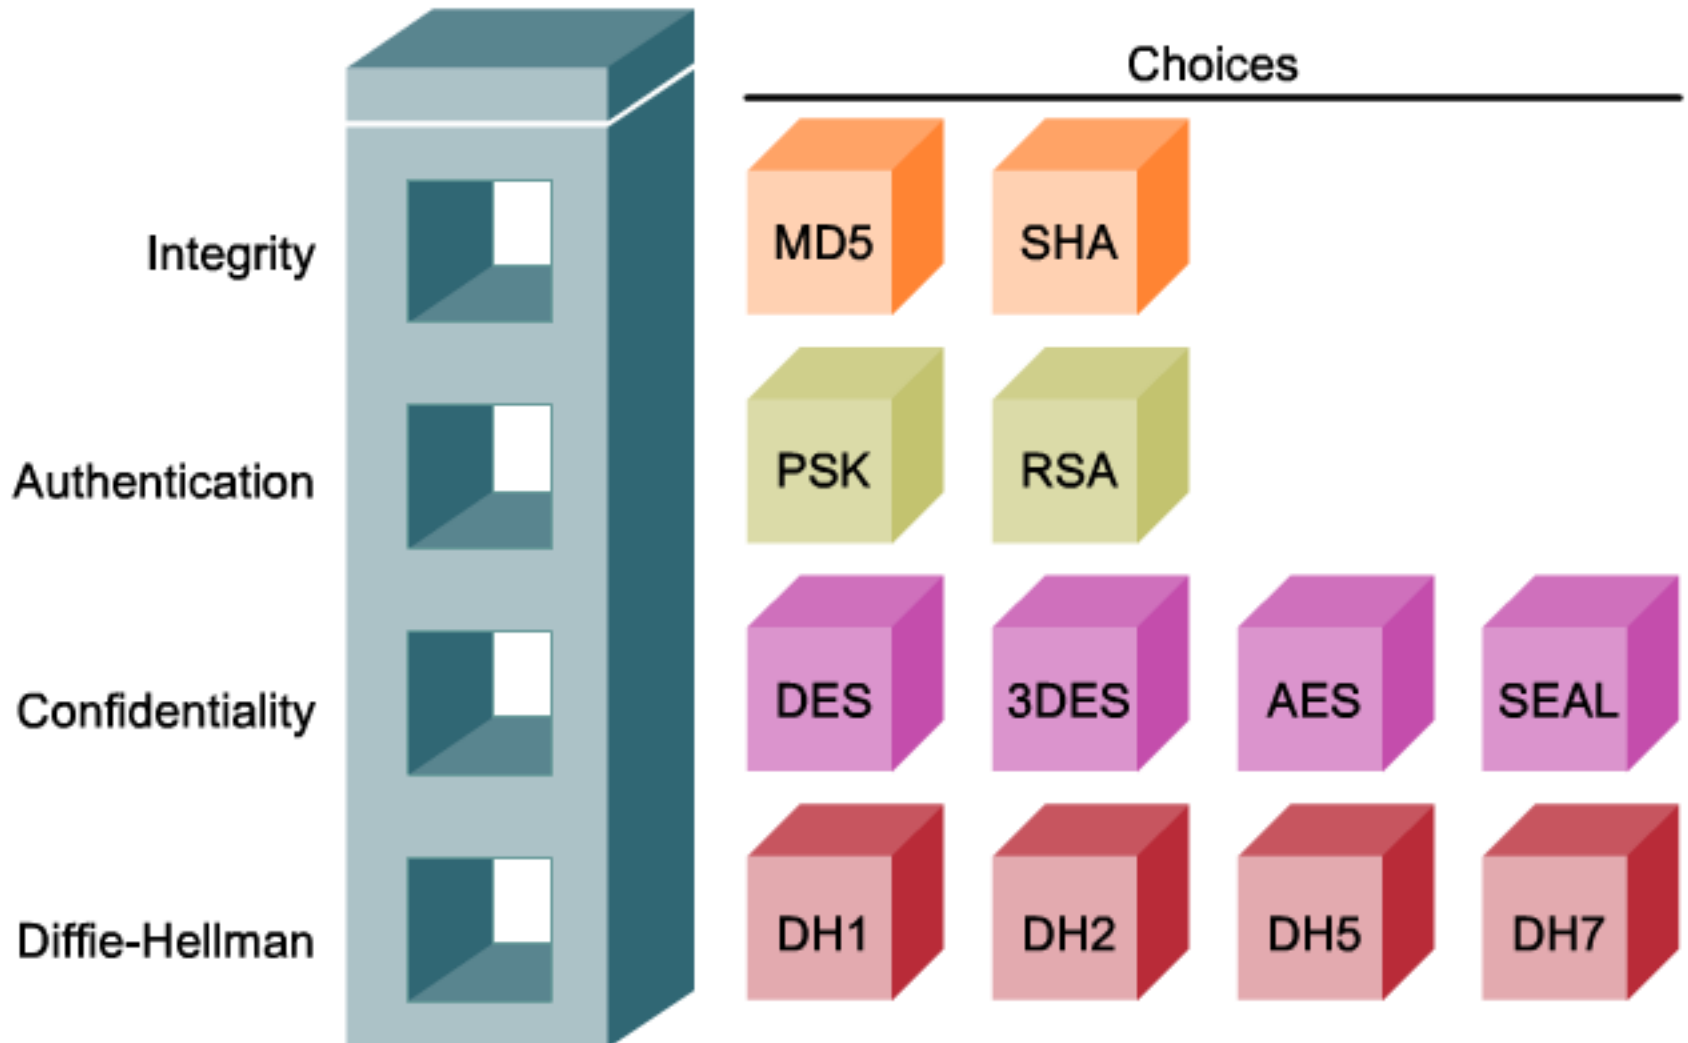 Choices
Integrity
MD5
SHA
Authentication
PSK
RSA
Confidentiality
DES
3DES
AES
SEAL
Diffie-Hellman
DH1
DH2
DH5
DH7